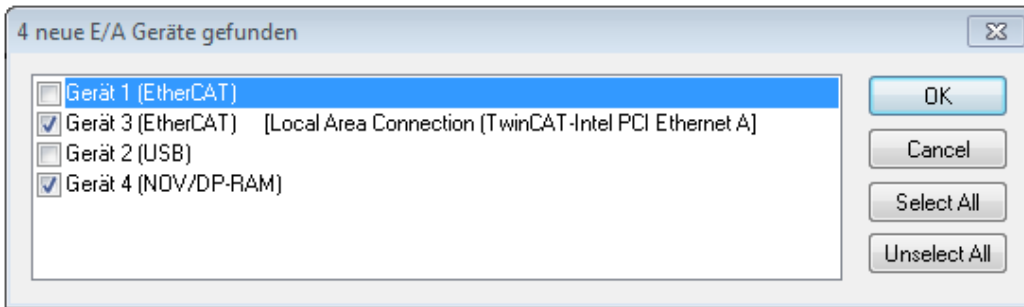 4 neue E/A Geräte gefunden
Gerät 1 (EtherCAT)
Gerät 3 (EtherCAT) [Local Area Connection (TwinCAT-Intel PCI Ethernet A]
Gerät 2 (USB)
Gerät 4 (NOV/DP-RAM)
OK
Cancel
Select All
Unselect All